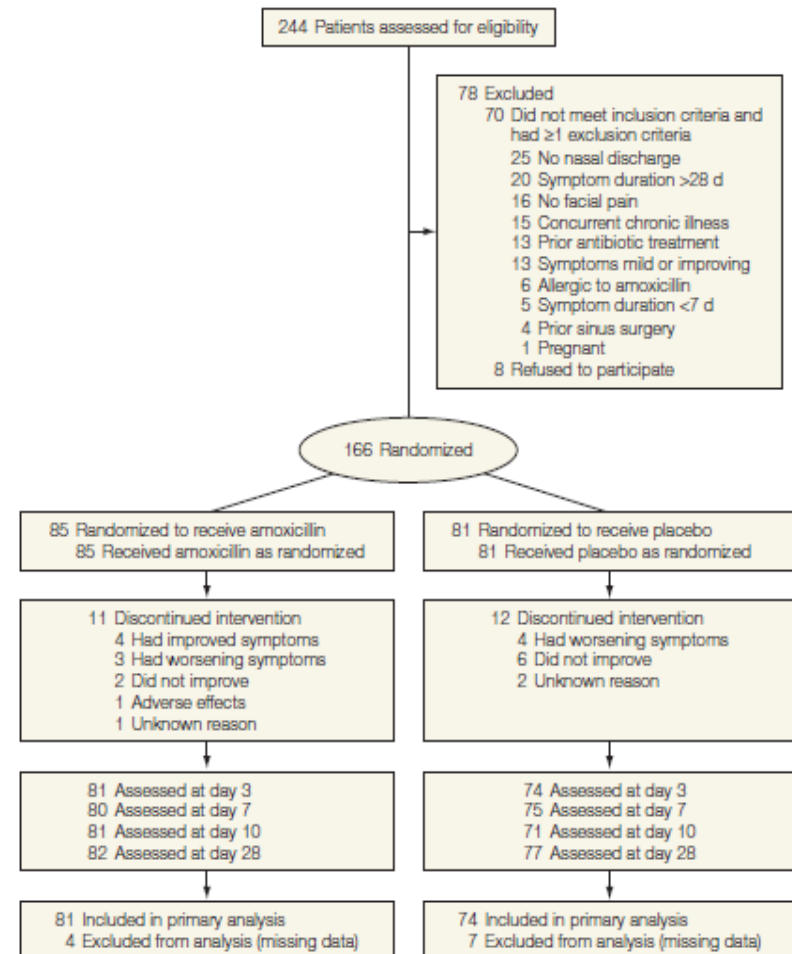 244 Patients assessed for eligibility
78 Excluded
70 Did not meet inclusion criteria and
had ≥1 exclusion criteria
25 No nasal discharge
20 Symptom duration >28 d
16 No facial pain
15 Concurrent chronic illness
13 Prior antibiotic treatment
13 Symptoms mild or improving
6 Allergic to amoxicillin
5 Symptom duration <7 d
4 Prior sinus surgery
1 Pregnant
8 Refused to participate
166 Randomized
85 Randomized to receive amoxicillin
85 Received amoxicillin as randomized
81 Randomized to receive placebo
81 Received placebo as randomized
11 Discontinued intervention
4 Had improved symptoms
3 Had worsening symptoms
2 Did not improve
1 Adverse effects
1 Unknown reason
12 Discontinued intervention
4 Had worsening symptoms
6 Did not improve
2 Unknown reason
81 Assessed at day 3
80 Assessed at day 7
81 Assessed at day 10
82 Assessed at day 28
74 Assessed at day 3
75 Assessed at day 7
71 Assessed at day 10
77 Assessed at day 28
81 Included in primary analysis
4 Excluded from analysis (missing data)
74 Included in primary analysis
7 Excluded from analysis (missing data)